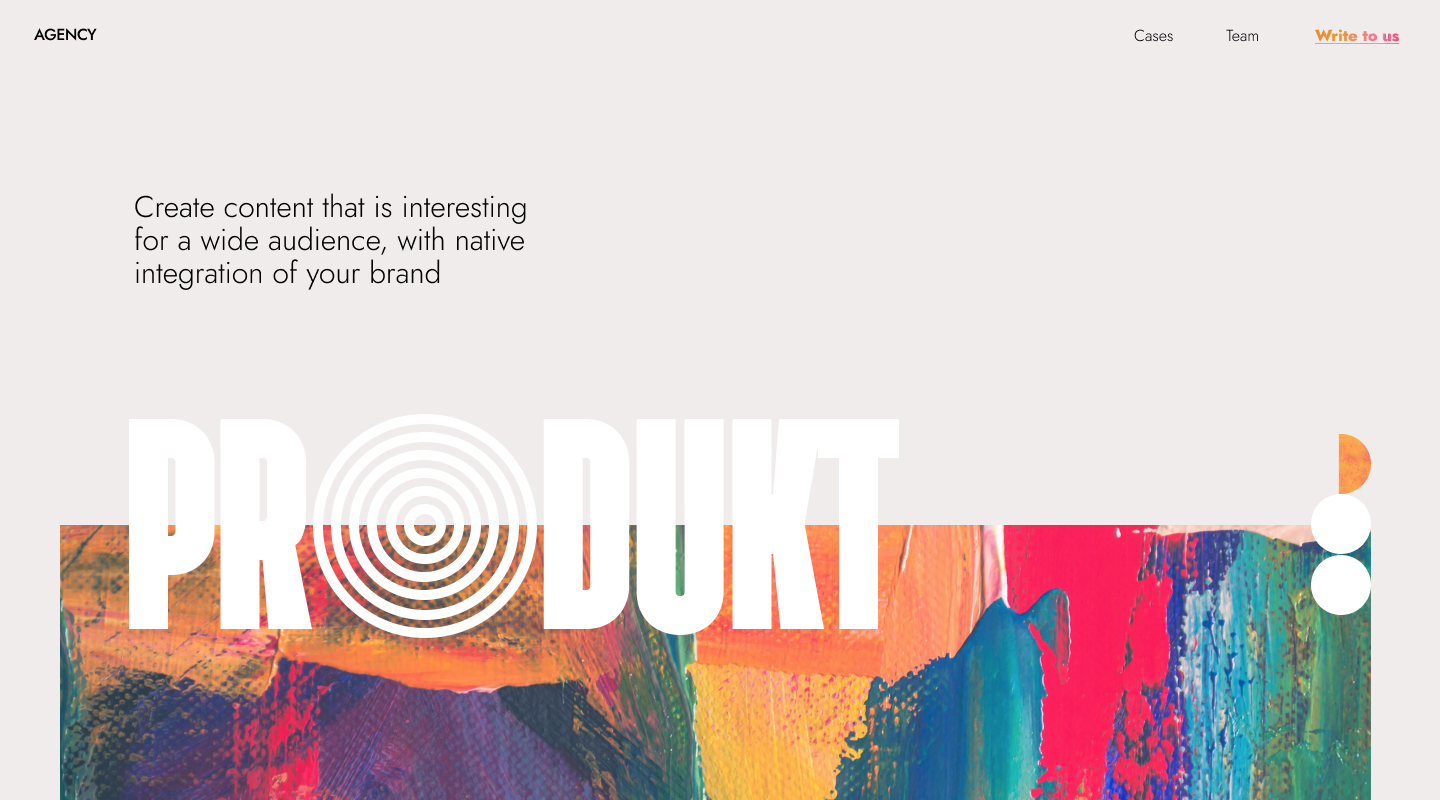 AGENCY
Cases
Team
Write to us
Create content that is interesting
for a wide audience, with native
integration of your brand
PRODUKT